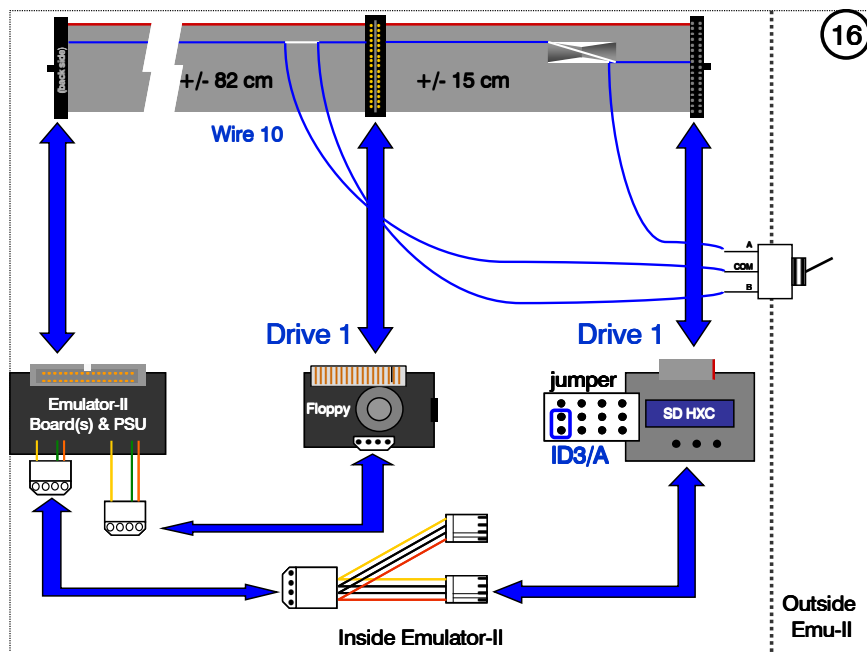 16
(back side)
+/- 82 cm
+/- 15 cm
Wire 10
A
COM
B
Drive 1
Drive 1
Emulator-II
Board(s) & PSU
Floppy
jumper
SD HXC
ID3/A
Inside Emulator-II
Outside
Emu-II